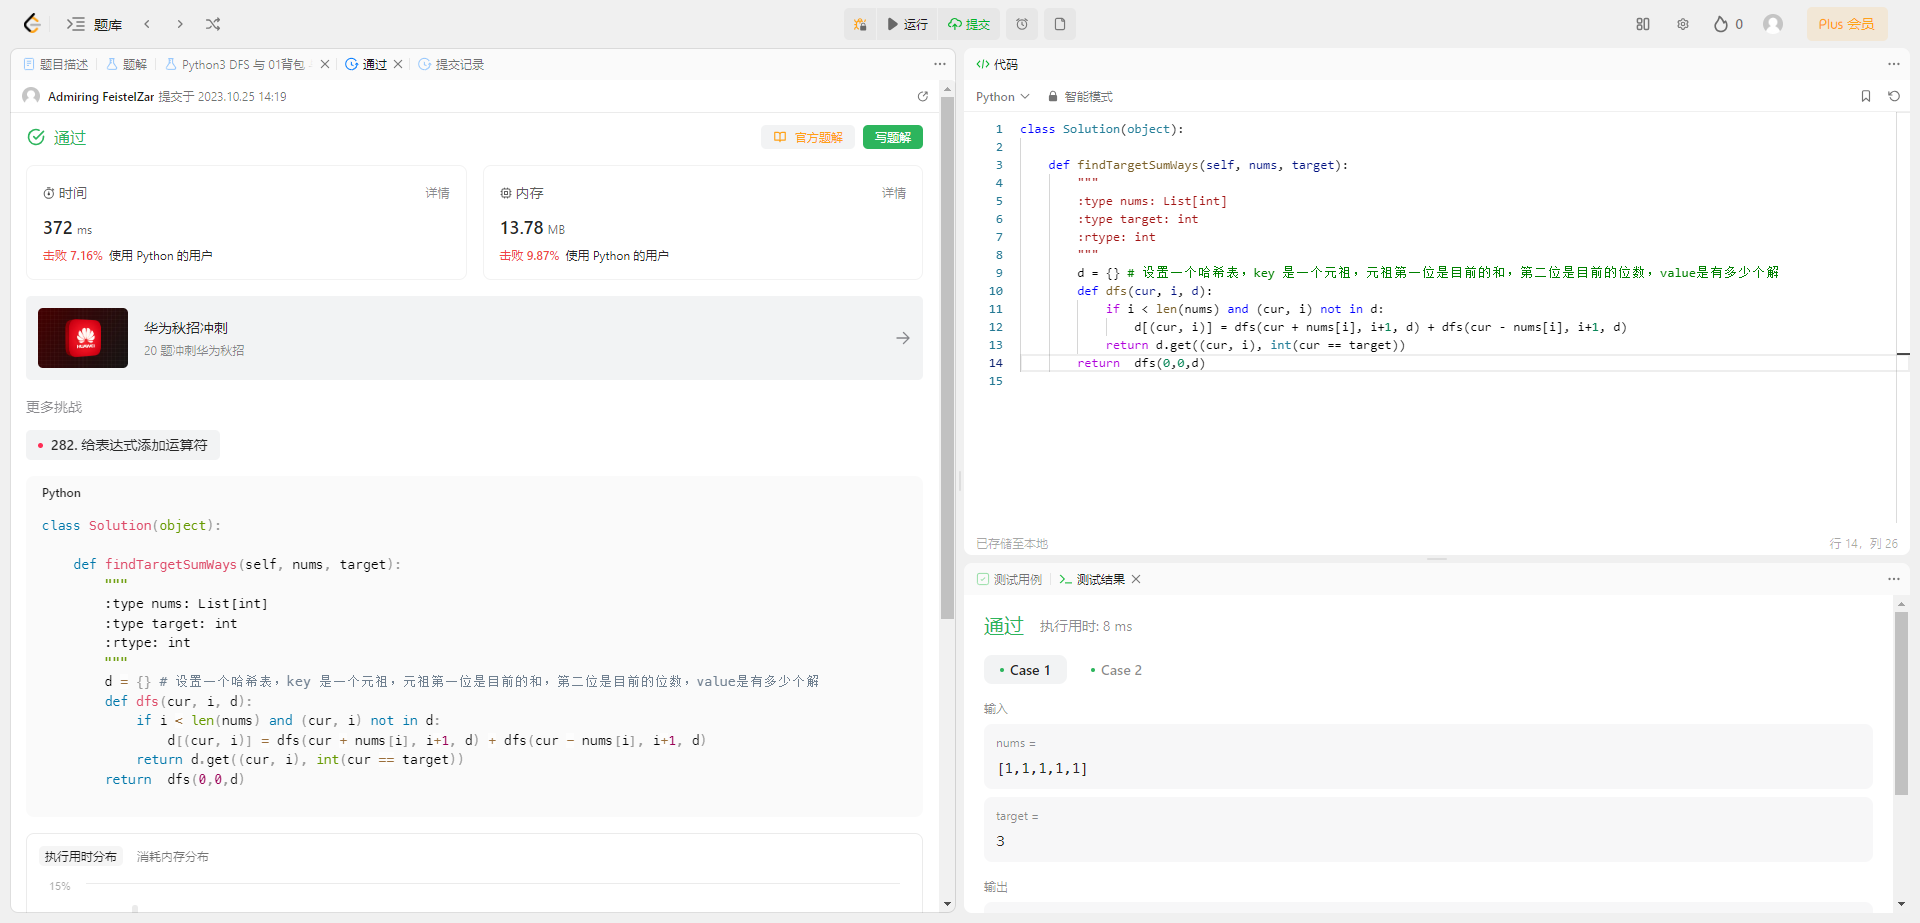 题库
运行
提交
0
Plus 会员
题目描述
题解
Python3 DFS 与 01背包
通过
提交记录
Admiring FeistelZar 提交于 2023.10.25 14:19
通过
官方题解
写题解
时间
详情
372 ms
击败 7.16% 使用 Python 的用户
内存
详情
13.78 MB
击败 9.87% 使用 Python 的用户
HUAWEI
华为秋招冲刺
20 题冲刺华为秋招
更多挑战
282. 给表达式添加运算符
Python
class Solution(object):
def findTargetSumWays(self, nums, target):
"""
:type nums: List[int]
:type target: int
:rtype: int
"""
d = {} # 设置一个哈希表，key 是一个元祖，元祖第一位是目前的和，第二位是目前的位数，value是有多少个解
def dfs(cur, i, d):
if i < len(nums) and (cur, i) not in d:
d[(cur, i)] = dfs(cur + nums[i], i+1, d) + dfs(cur - nums[i], i+1, d)
return d.get((cur, i), int(cur == target))
return  dfs(0,0,d)
执行用时分布
消耗内存分布
15%
代码
Python
智能模式
1 class Solution(object):
2
3 def findTargetSumWays(self, nums, target):
4 """
5 :type nums: List[int]
6 :type target: int
7 :rtype: int
8 """
9 d = {} # 设置一个哈希表，key 是一个元祖，元祖第一位是目前的和，第二位是目前的位数，value是有多少个解
10 def dfs(cur, i, d):
11 if i < len(nums) and (cur, i) not in d:
12 d[(cur, i)] = dfs(cur + nums[i], i+1, d) + dfs(cur - nums[i], i+1, d)
13 return d.get((cur, i), int(cur == target))
14 return  dfs(0,0,d)
15
已存储至本地
行 14，列 26
测试用例
测试结果
通过
执行用时: 8 ms
Case 1
Case 2
输入
nums =
[1,1,1,1,1]
target =
3
输出